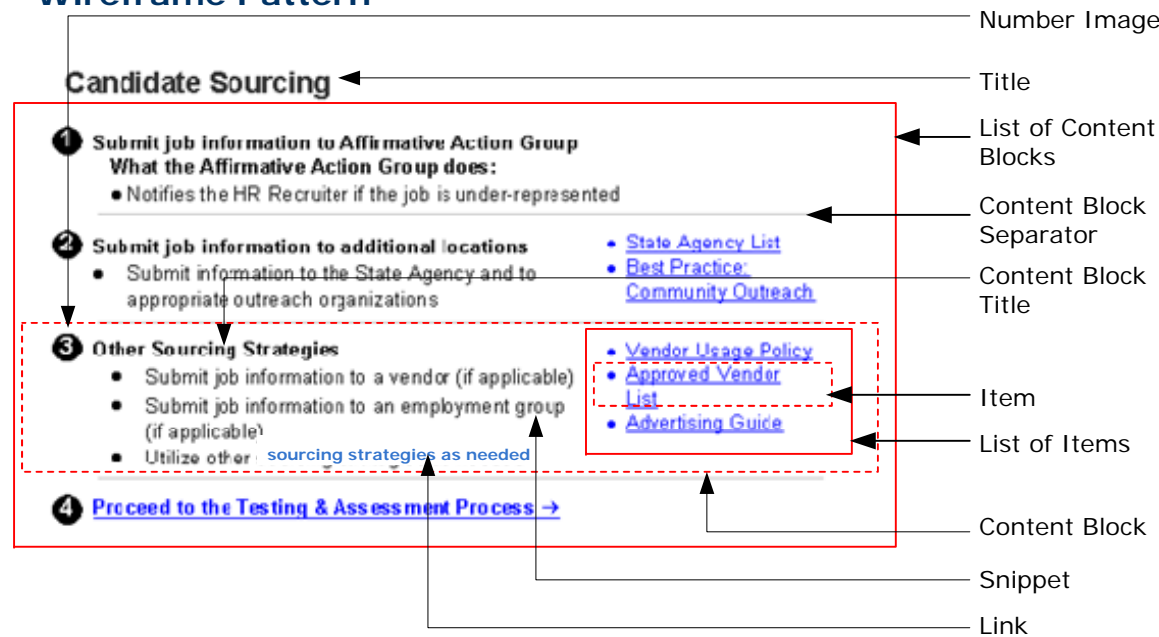 Wireframe Pattern
Number Image
Candidate Sourcing
Title
List of Content
Blocks
1 Submit job information to Affirmative Action Group
What the Affirmative Action Group does:
• Notifies the HR Recruiter if the job is under-represented
Content Block
Separator
2 Submit job information to additional locations
• Submit information to the State Agency and to
appropriate outreach organizations
• State Agency List
• Best Practice:
Community Outreach
Content Block
Title
3 Other Sourcing Strategies
• Submit job information to a vendor (if applicable)
• Submit job information to an employment group
(if applicable)
• Utilize other sourcing strategies as needed
• Vendor Usage Policy
• Approved Vendor
List
• Advertising Guide
Item
List of Items
4 Proceed to the Testing & Assessment Process →
Content Block
Snippet
Link